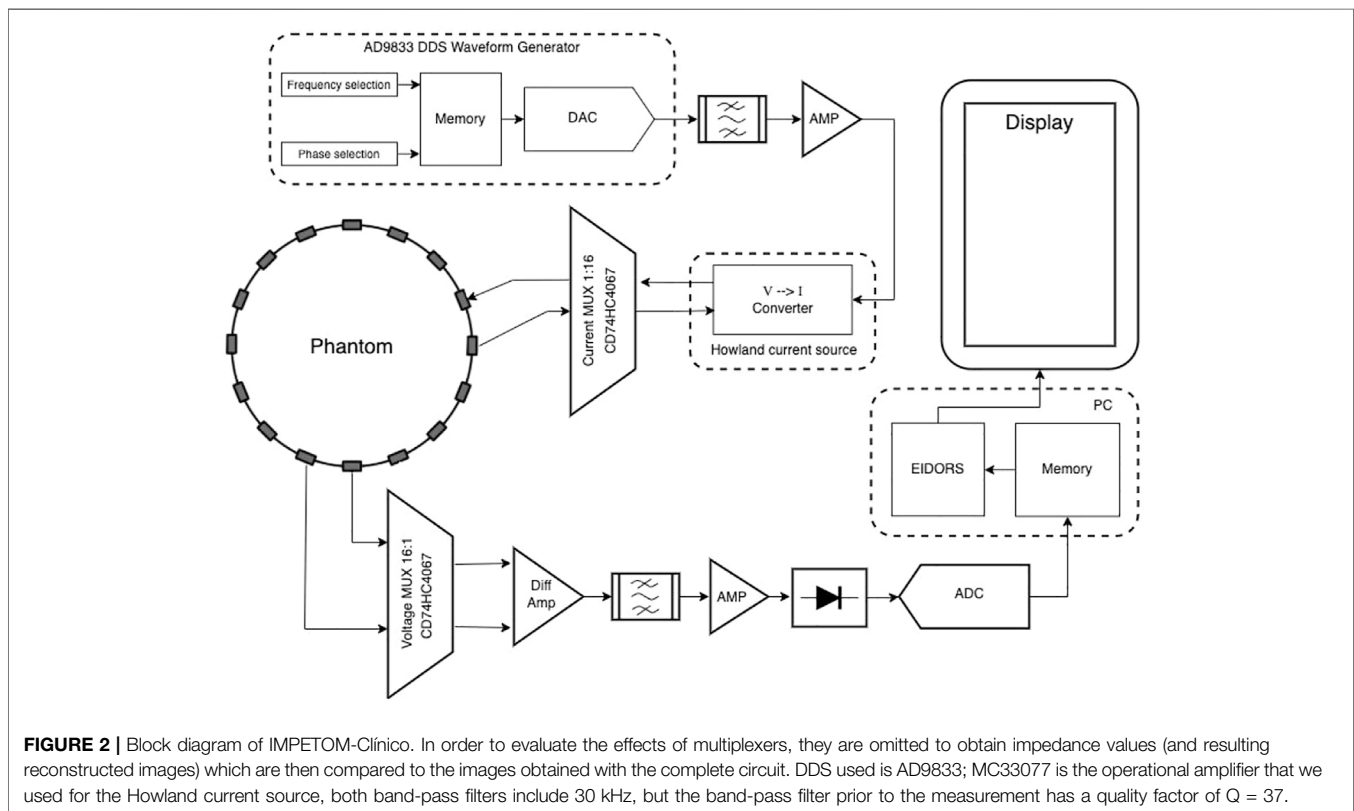 AD9833 DDS Waveform Generator
Frequency selection
Phase selection
Memory
DAC
AMP
Display
Phantom
Current MUX 1:16
CD74HC4067
V --> I
Converter
Howland current source
PC
EIDORS
Memory
Voltage MUX 16:1
CD74HC4067
Diff
Amp
AMP
ADC
FIGURE 2 | Block diagram of IMPETOM-Clínico. In order to evaluate the effects of multiplexers, they are omitted to obtain impedance values (and resulting
reconstructed images) which are then compared to the images obtained with the complete circuit. DDS used is AD9833; MC33077 is the operational amplifier that we
used for the Howland current source, both band-pass filters include 30 kHz, but the band-pass filter prior to the measurement has a quality factor of Q = 37.